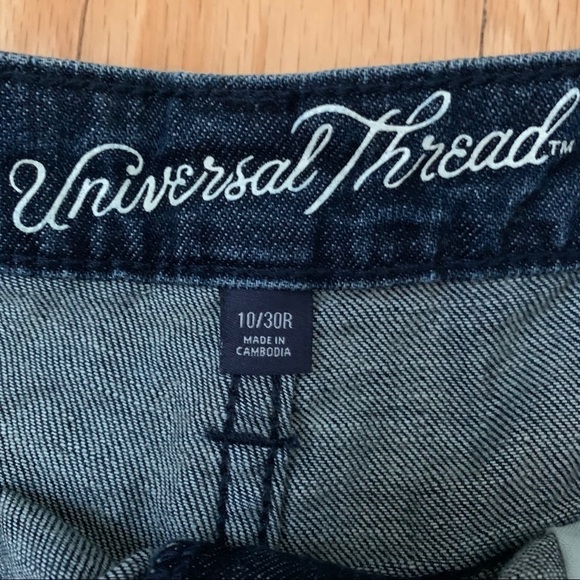 Universal Thread™
10/30R
MADE IN
CAMBODIA